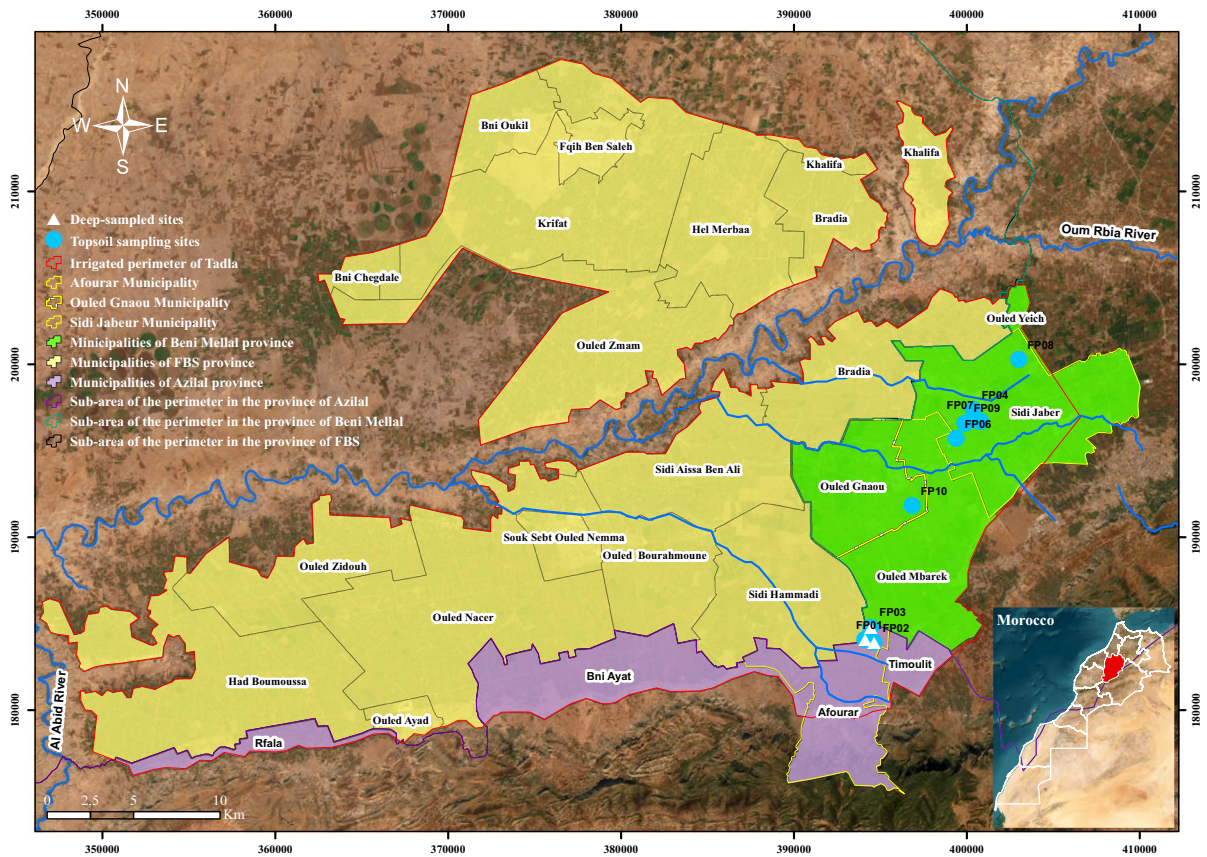 350000 360000 370000 380000 390000 400000 410000
N
W E
S
Bni Oukil
Fqih Ben Saleh
Khalifa
Khalifa
210000
210000
Deep-sampled sites
Topsoil sampling sites
Irrigated perimeter of Tadla
Afourar Municipality
Ouled Gnaou Municipality
Sidi Jabeur Municipality
Minicipalities of Beni Mellal province
Municipalities of FBS province
Municipalities of Azilal province
Sub-area of the perimeter in the province of Azilal
Sub-area of the perimeter in the province of Beni Mellal
Sub-area of the perimeter in the province of FBS
Krifat
Hel Merbaa
Bradia
Oum Rbia River
Bni Chegdale
Ouled Yeich
Ouled Zmam
FP08
200000
200000
Bradia
FP04
FP07 FP09
Sidi Jaber
FP06
Sidi Aissa Ben Ali
Ouled Gnaou
FP10
190000
190000
Souk Sebt Ouled Nemma
Ouled Bourahmoune
Ouled Zidouh
Ouled Mbarek
Sidi Hammadi
Ouled Nacer
FP03
FP01 FP02
Morocco
Timoulit
Bni Ayat
Had Boumoussa
180000
180000
Afourar
Ouled Ayad
Al Abid River
Rfala
0 2,5 5 10
Km
350000 360000 370000 380000 390000 400000 410000